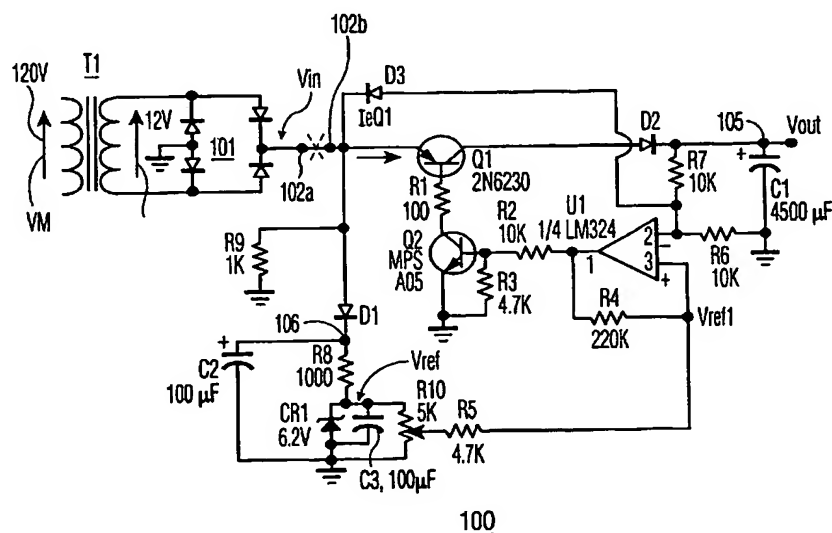 102b
T1
120V
Vin
D3
12V
IeQ1
D2
105
Vout
101
Q1
2N6230
R7
10K
C1
4500 µF
VM
102a
R1
100
U1
1/4 LM324
R2
10K
2
Q2
MPS
A05
1
3
R6
10K
R9
1K
R3
4.7K
R4
220K
Vref1
D1
106
C2
100 µF
R8
1000
Vref
R10
5K
R5
4.7K
CR1
6.2V
C3, 100µF
100